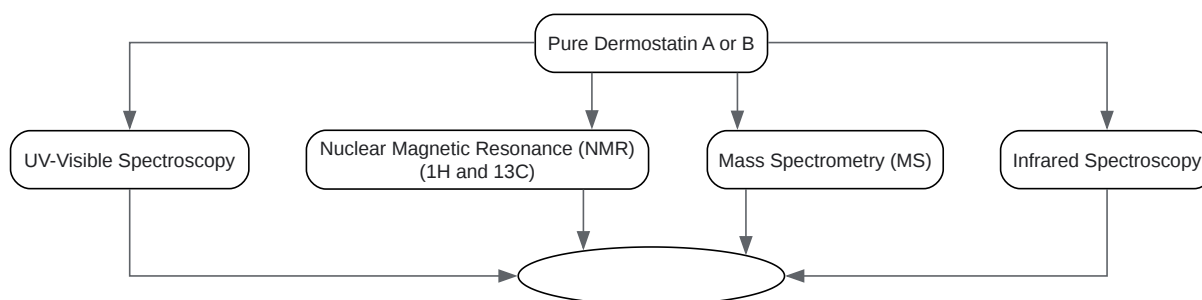 Pure Dermostatin A or B
UV-Visible Spectroscopy
Nuclear Magnetic Resonance (NMR)
(1H and 13C)
Mass Spectrometry (MS)
Infrared Spectroscopy